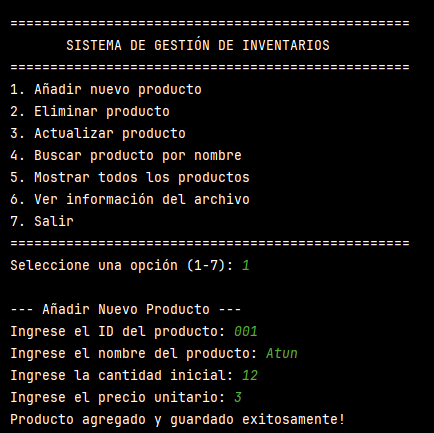 ==================================================
SISTEMA DE GESTIÓN DE INVENTARIOS
==================================================
1. Añadir nuevo producto
2. Eliminar producto
3. Actualizar producto
4. Buscar producto por nombre
5. Mostrar todos los productos
6. Ver información del archivo
7. Salir
==================================================
Seleccione una opción (1-7): 1
--- Añadir Nuevo Producto ---
Ingrese el ID del producto: 001
Ingrese el nombre del producto: Atun
Ingrese la cantidad inicial: 12
Ingrese el precio unitario: 3
Producto agregado y guardado exitosamente!